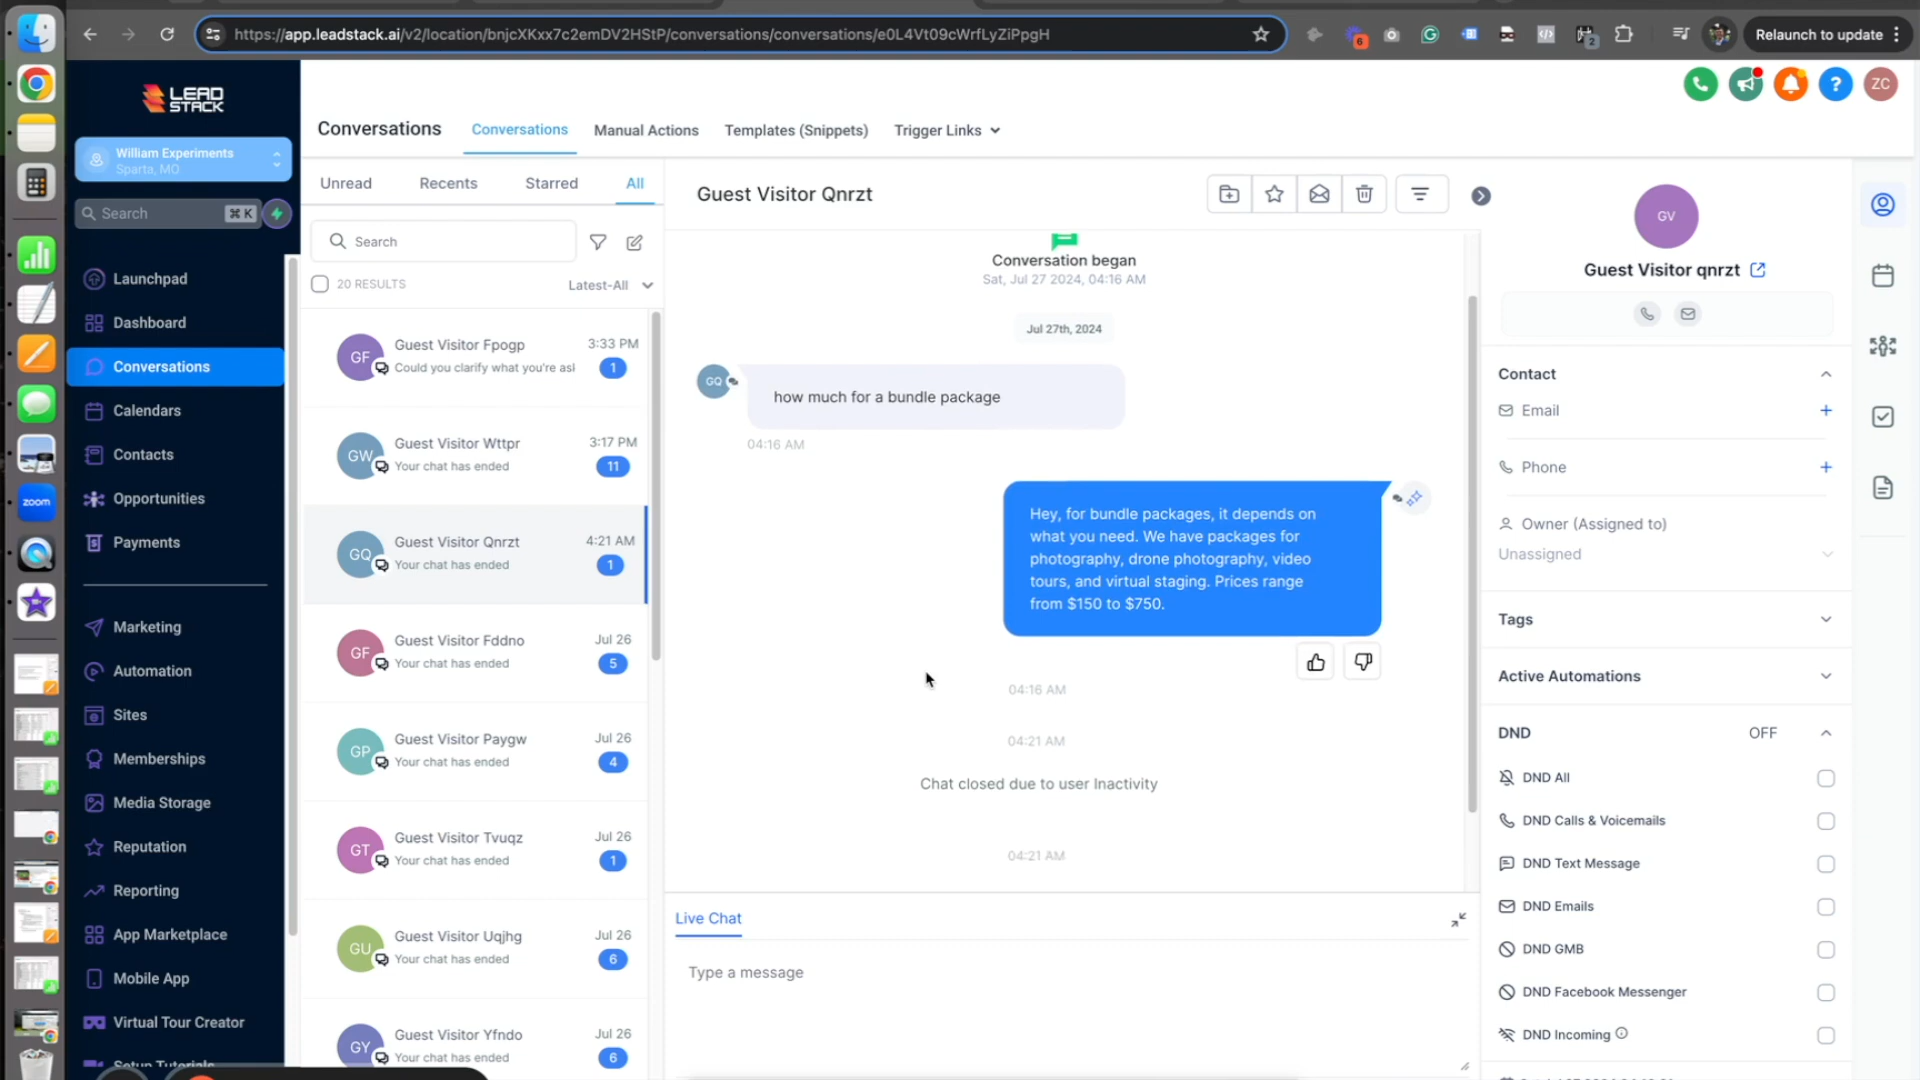 https://app.leadstack.ai/v2/location/bnjcXKxx7c2emDV2HStP/conversations/conversations/e0L4Vt09cWrfLyZiPpgH
6
2
Relaunch to update
LEAD
STACK
William Experiments
Sparta, MO
Search
⌘ K
Launchpad
Dashboard
Conversations
Calendars
Contacts
Opportunities
Payments
Marketing
Automation
Sites
Memberships
Media Storage
Reputation
Reporting
App Marketplace
Mobile App
Virtual Tour Creator
Setup Tutorials
zoom
ZC
Conversations
Conversations
Manual Actions
Templates (Snippets)
Trigger Links
Unread
Recents
Starred
All
Search
20 RESULTS
Latest-All
GF
Guest Visitor Fpogp
3:33 PM
Could you clarify what you're asl
1
GW
Guest Visitor Wttpr
3:17 PM
Your chat has ended
11
GQ
Guest Visitor Qnrzt
4:21 AM
Your chat has ended
1
GF
Guest Visitor Fddno
Jul 26
Your chat has ended
5
GP
Guest Visitor Paygw
Jul 26
Your chat has ended
4
GT
Guest Visitor Tvuqz
Jul 26
Your chat has ended
1
GU
Guest Visitor Uqjhg
Jul 26
Your chat has ended
6
GY
Guest Visitor Yfndo
Jul 26
Your chat has ended
6
Guest Visitor Qnrzt
Conversation began
Sat, Jul 27 2024, 04:16 AM
Jul 27th, 2024
GQ
how much for a bundle package
04:16 AM
Hey, for bundle packages, it depends on
what you need. We have packages for
photography, drone photography, video
tours, and virtual staging. Prices range
from $150 to $750.
04:16 AM
04:21 AM
Chat closed due to user Inactivity
04:21 AM
Live Chat
Type a message
GV
Guest Visitor qnrzt
Contact
Email
Phone
Owner (Assigned to)
Unassigned
Tags
Active Automations
DND
OFF
DND All
DND Calls & Voicemails
DND Text Message
DND Emails
DND GMB
DND Facebook Messenger
DND Incoming